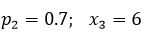 p₂ = 0.7;   x₃ = 6